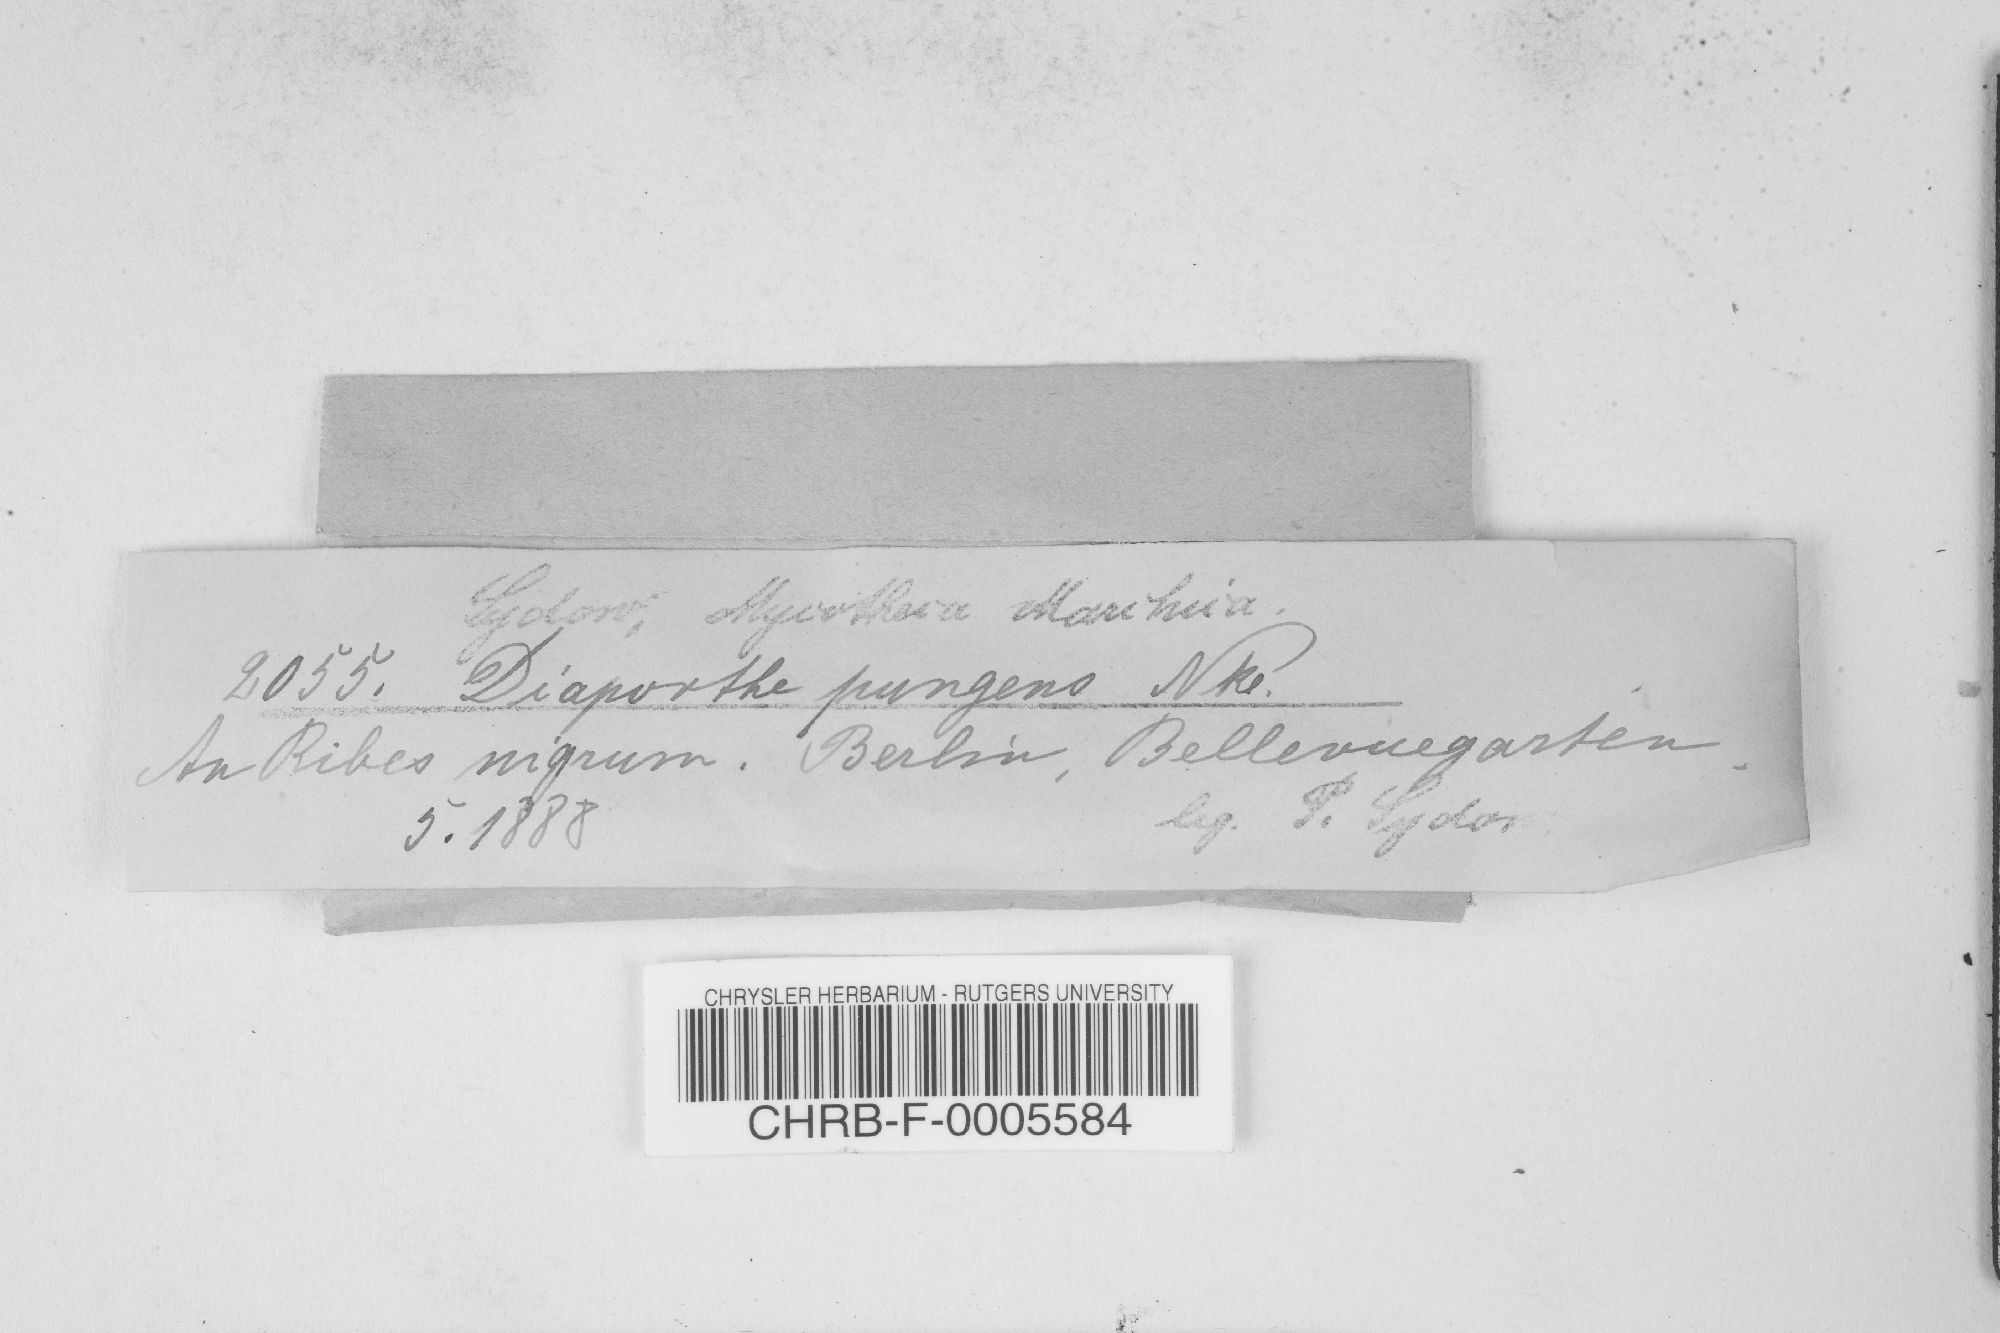 Sydow, Mycotheca Marchica.
2055. Diaporthe pungens Nke.
An Ribes nigrum. Berlin, Bellevuegarten.
5. 1888
leg. P. Sydow
CHRYSLER HERBARIUM - RUTGERS UNIVERSITY
CHRB-F-0005584